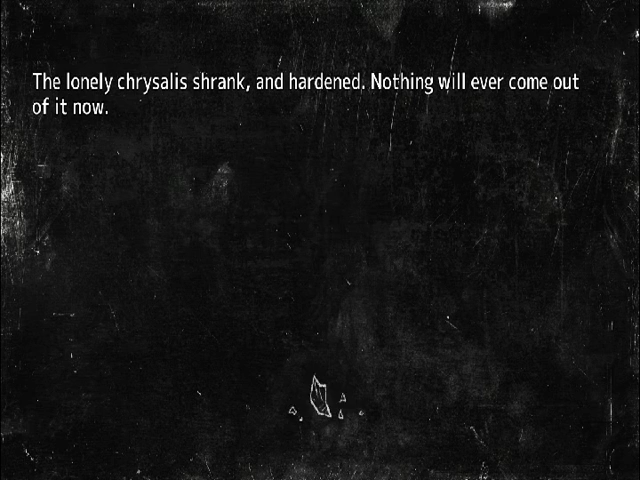 The lonely chrysalis shrank, and hardened. Nothing will ever come out
of it now.